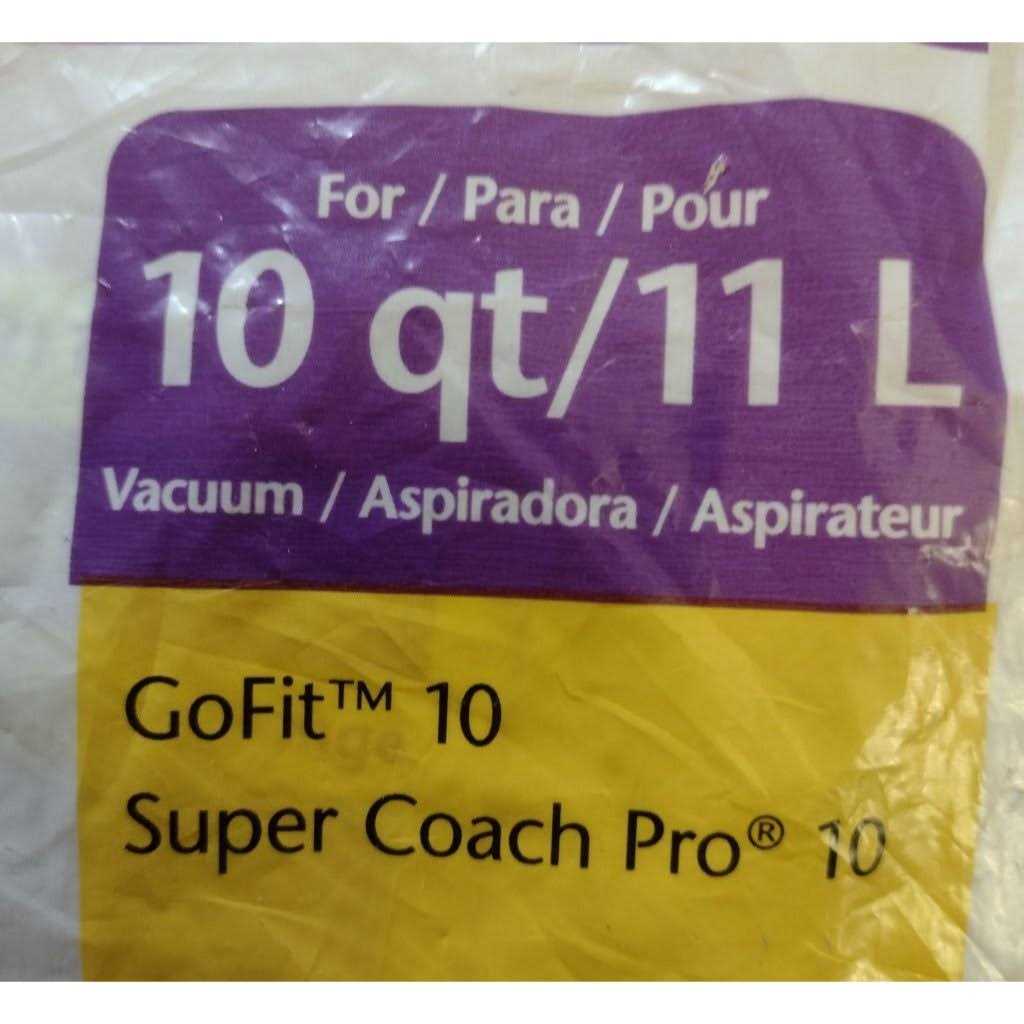 For / Para / Pour
10 qt/11 L
Vacuum / Aspiradora / Aspirateur
GoFit™ 10
Super Coach Pro® 10